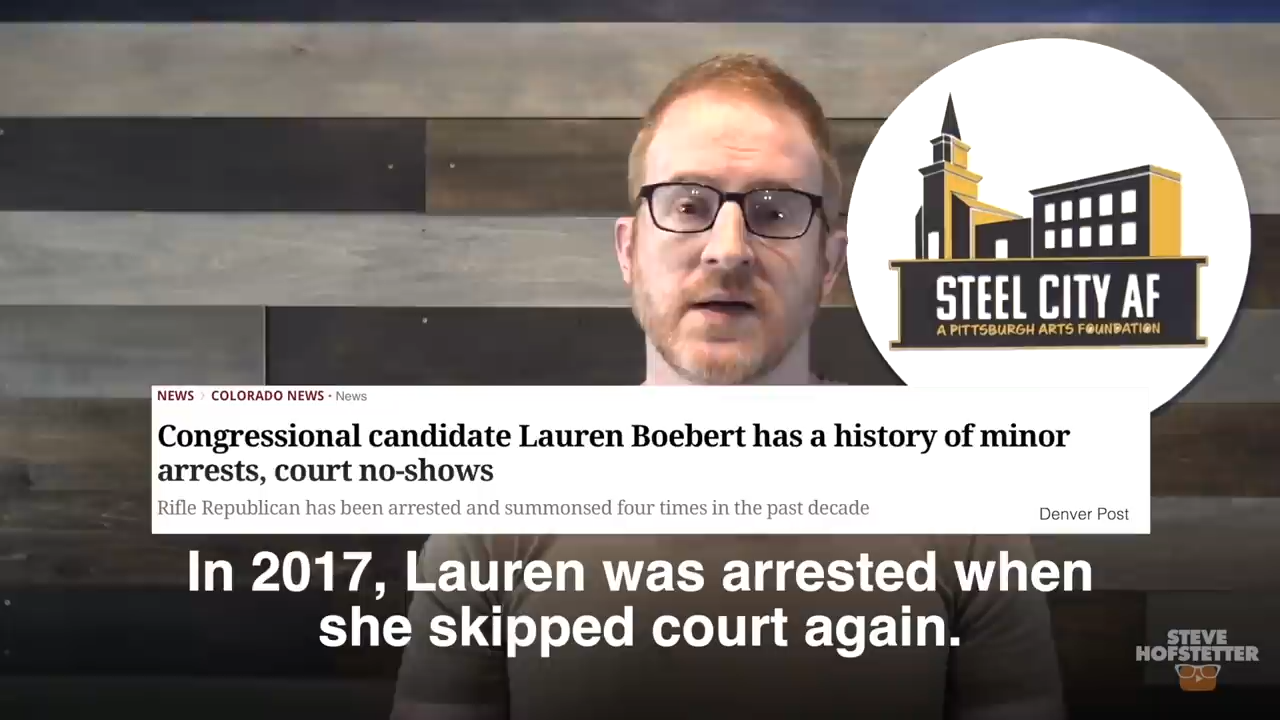 STEEL CITY AF
A PITTSBURGH ARTS FOUNDATION
NEWS > COLORADO NEWS • News
Congressional candidate Lauren Boebert has a history of minor
arrests, court no-shows
Rifle Republican has been arrested and summonsed four times in the past decade
Denver Post
In 2017, Lauren was arrested when
she skipped court again.
STEVE
HOFSTETTER